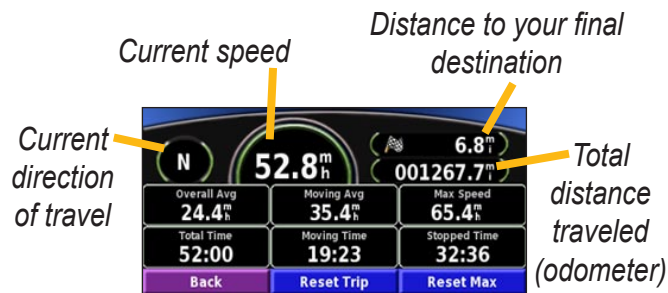 Current speed
Distance to your final
destination
Current
direction
of travel
N
52.8 m/h
6.8 mi
001267.7 mi
Total
distance
traveled
(odometer)
Overall Avg
24.4 m/h
Moving Avg
35.4 m/h
Max Speed
65.4 m/h
Total Time
52:00
Moving Time
19:23
Stopped Time
32:36
Back
Reset Trip
Reset Max